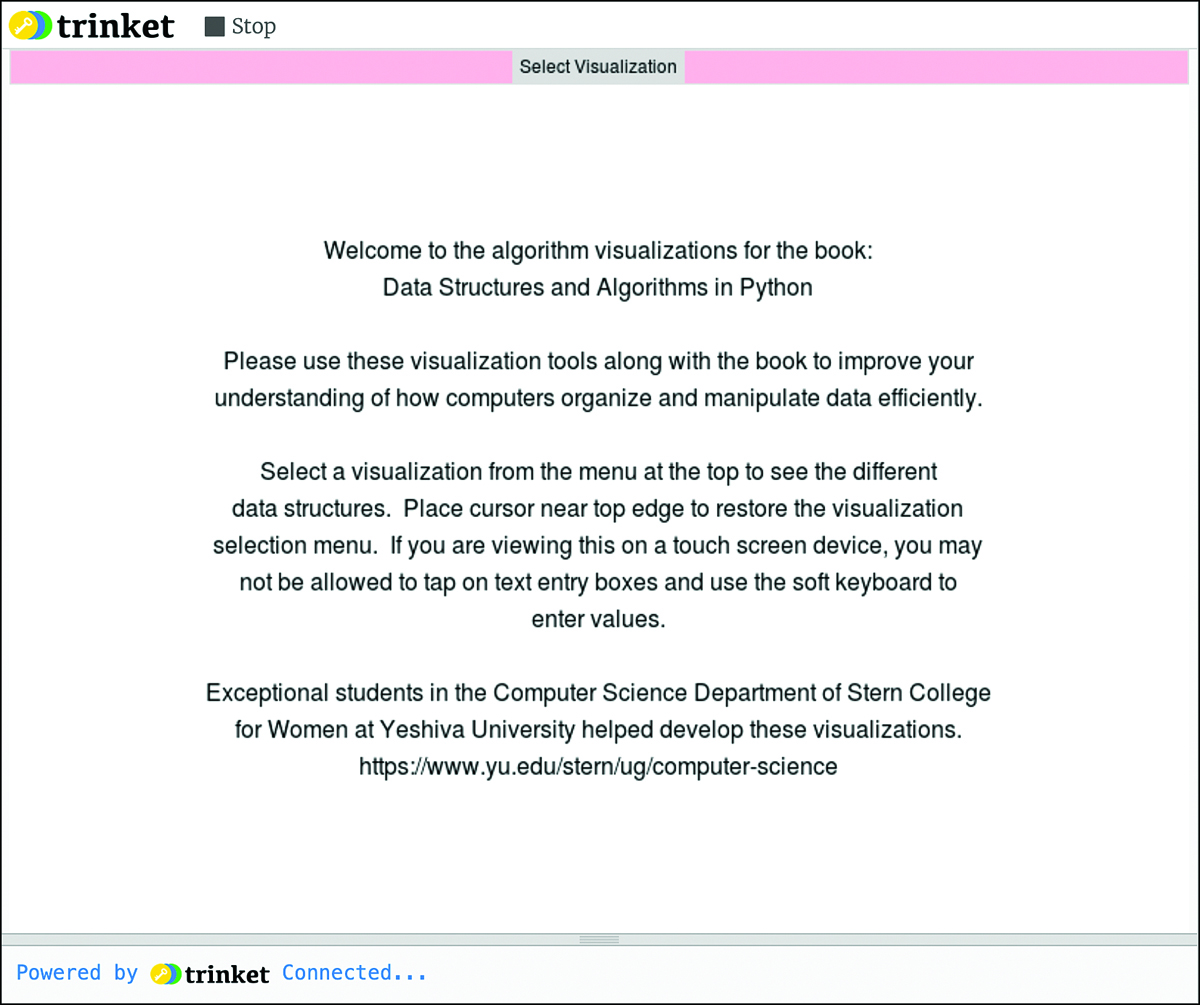 trinket Stop
Select Visualization
Welcome to the algorithm visualizations for the book:
Data Structures and Algorithms in Python
Please use these visualization tools along with the book to improve your
understanding of how computers organize and manipulate data efficiently.
Select a visualization from the menu at the top to see the different
data structures.  Place cursor near top edge to restore the visualization
selection menu.  If you are viewing this on a touch screen device, you may
not be allowed to tap on text entry boxes and use the soft keyboard to
enter values.
Exceptional students in the Computer Science Department of Stern College
for Women at Yeshiva University helped develop these visualizations.
https://www.yu.edu/stern/ug/computer-science
Powered by trinket Connected...